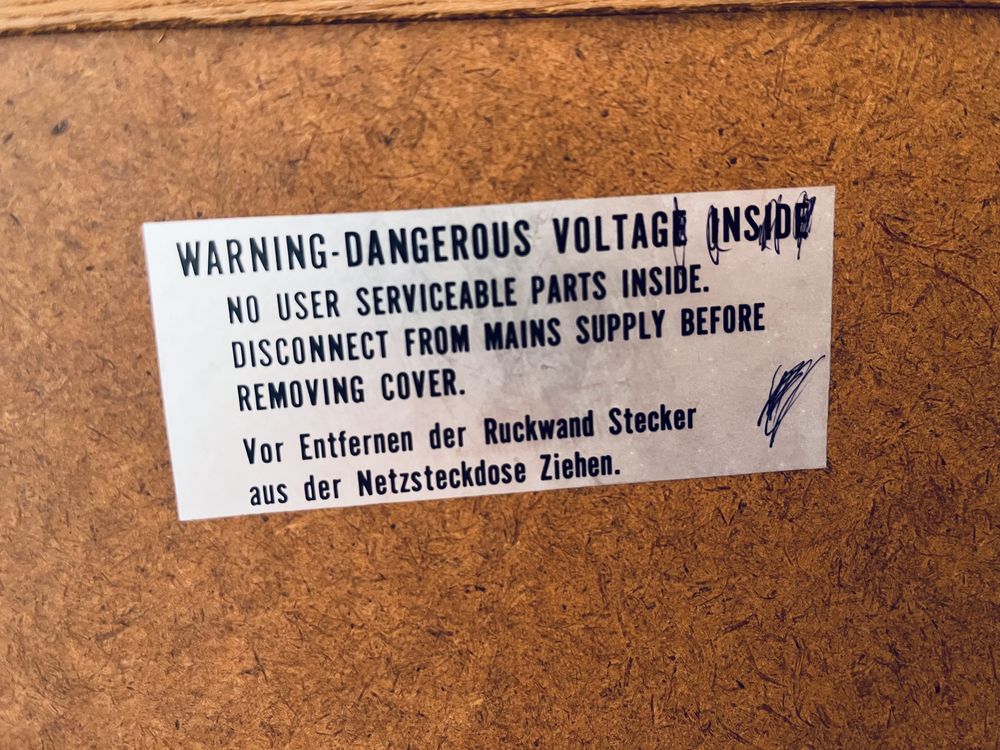 WARNING-DANGEROUS VOLTAGE INSIDE
NO USER SERVICEABLE PARTS INSIDE.
DISCONNECT FROM MAINS SUPPLY BEFORE
REMOVING COVER.
Vor Entfernen der Ruckwand Stecker
aus der Netzsteckdose Ziehen.